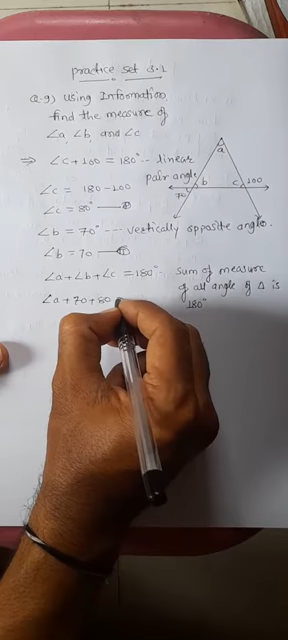 Practice Set 3.1
Q.9) Using Information
find the measure of
∠a, ∠b, and ∠c
⇒ ∠c + 100 = 180° -- linear
pair angle
∠c = 180 - 100
∠c = 80° —
∠b = 70° --- vertically opposite angle.
∠b = 70 —
∠a + ∠b + ∠c = 180° - sum of measure
of all angle of Δ is
180°
∠a + 70 + 80
a
b
c
100
70